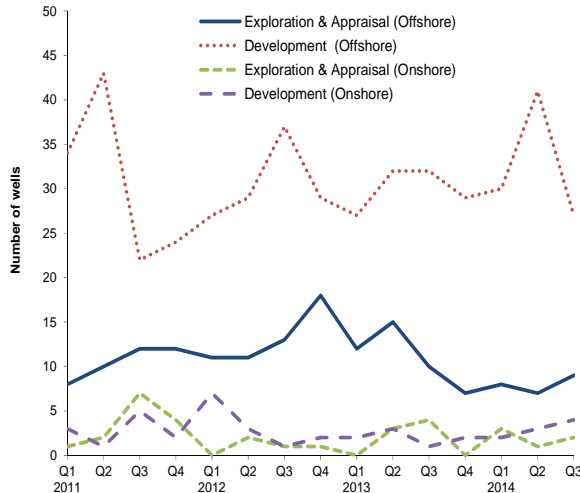 50
45
40
35
30
25
20
15
10
5
0
Number of wells
Exploration & Appraisal (Offshore)
Development (Offshore)
Exploration & Appraisal (Onshore)
Development (Onshore)
Q1 Q2 Q3 Q4 Q1 Q2 Q3 Q4 Q1 Q2 Q3 Q4 Q1 Q2 Q3
2011 2012 2013 2014